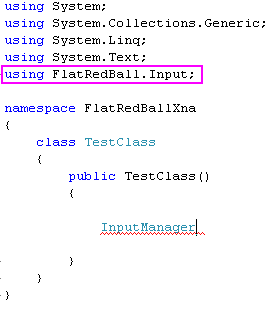 using System;
using System.Collections.Generic;
using System.Linq;
using System.Text;
using FlatRedBall.Input;
namespace FlatRedBallXna
{
class TestClass
{
public TestClass()
{
InputManager
}
}
}